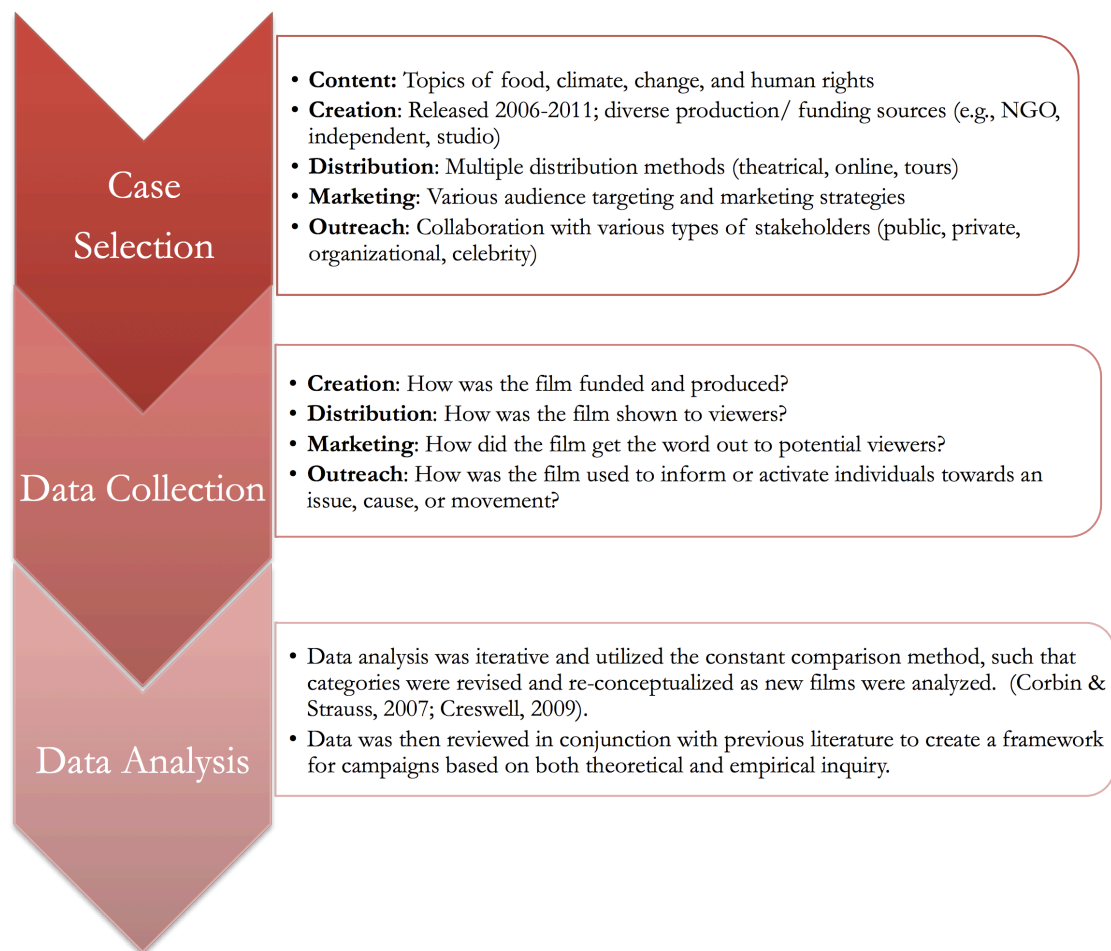 Case
Selection
• Content: Topics of food, climate, change, and human rights
• Creation: Released 2006-2011; diverse production/ funding sources (e.g., NGO,
independent, studio)
• Distribution: Multiple distribution methods (theatrical, online, tours)
• Marketing: Various audience targeting and marketing strategies
• Outreach: Collaboration with various types of stakeholders (public, private,
organizational, celebrity)
Data Collection
• Creation: How was the film funded and produced?
• Distribution: How was the film shown to viewers?
• Marketing: How did the film get the word out to potential viewers?
• Outreach: How was the film used to inform or activate individuals towards an
issue, cause, or movement?
Data Analysis
• Data analysis was iterative and utilized the constant comparison method, such that
categories were revised and re-conceptualized as new films were analyzed.  (Corbin &
Strauss, 2007; Creswell, 2009).
• Data was then reviewed in conjunction with previous literature to create a framework
for campaigns based on both theoretical and empirical inquiry.